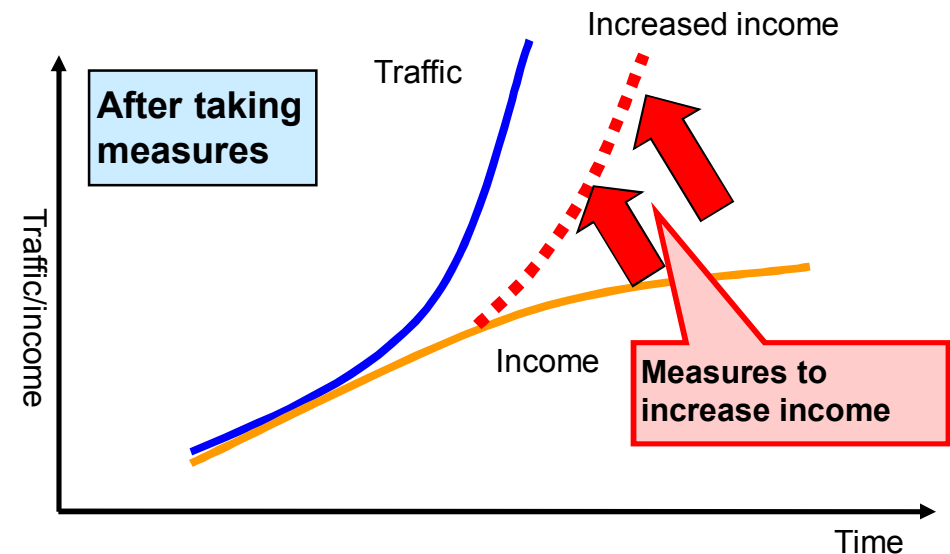 Increased income
Traffic
After taking
measures
Traffic/income
Income
Measures to
increase income
Time